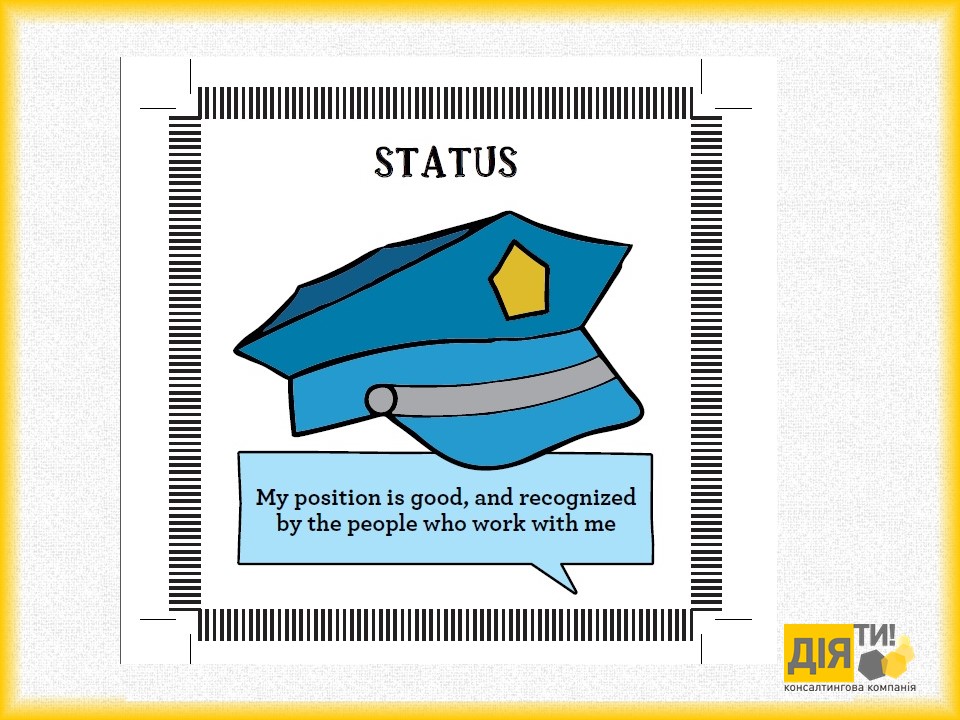 STATUS
My position is good, and recognized
by the people who work with me
ДІЯ ТИ!
консалтингова компанія